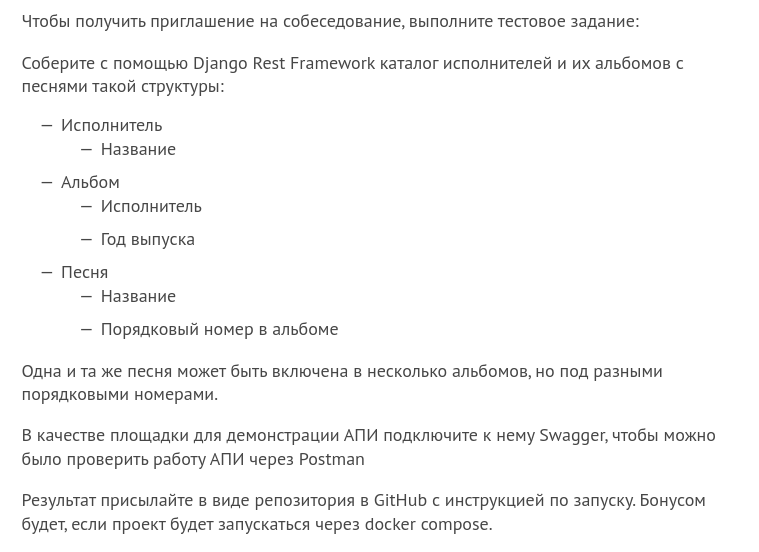 Чтобы получить приглашение на собеседование, выполните тестовое задание:
Соберите с помощью Django Rest Framework каталог исполнителей и их альбомов с
песнями такой структуры:
— Исполнитель
— Название
— Альбом
— Исполнитель
— Год выпуска
— Песня
— Название
— Порядковый номер в альбоме
Одна и та же песня может быть включена в несколько альбомов, но под разными
порядковыми номерами.
В качестве площадки для демонстрации АПИ подключите к нему Swagger, чтобы можно
было проверить работу АПИ через Postman
Результат присылайте в виде репозитория в GitHub с инструкцией по запуску. Бонусом
будет, если проект будет запускаться через docker compose.